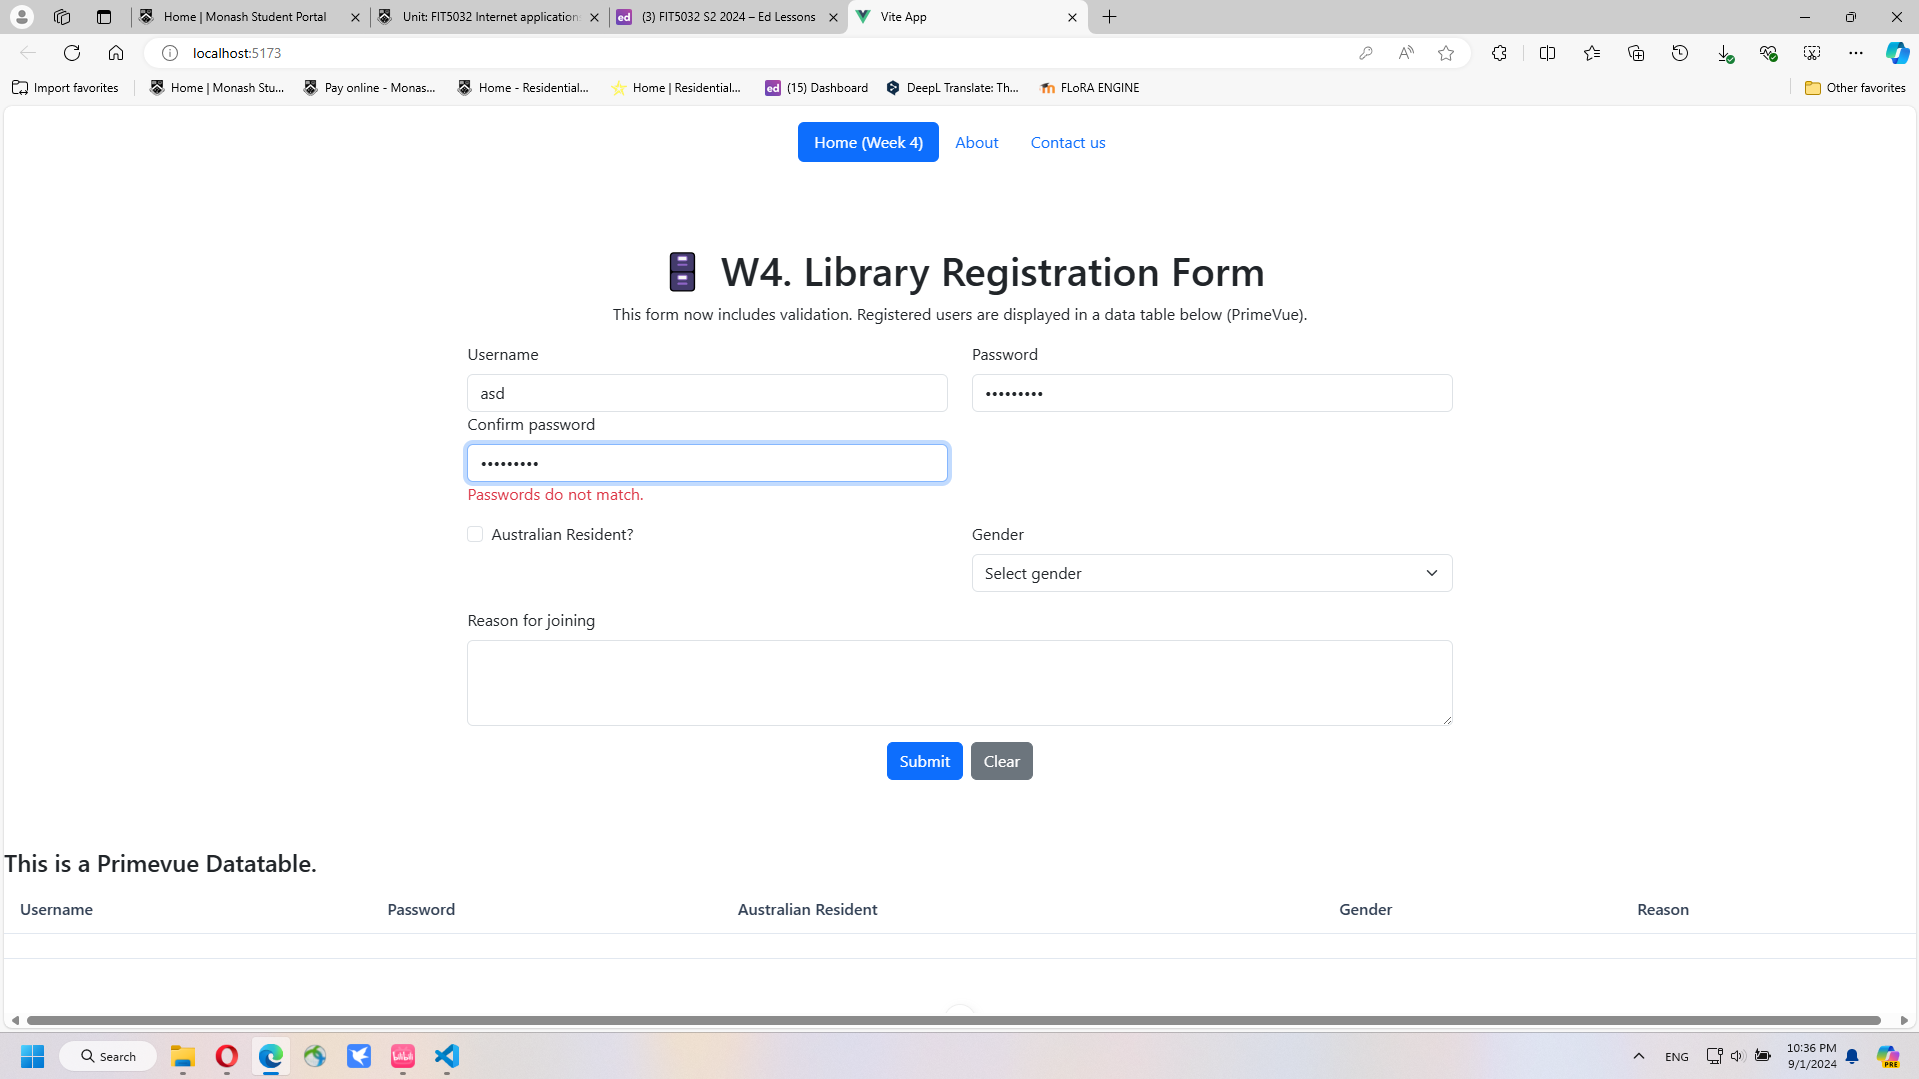 Home | Monash Student Portal
Unit: FIT5032 Internet application
(3) FIT5032 S2 2024 – Ed Lessons
Vite App
localhost:5173
Import favorites
Home | Monash Stu...
Pay online - Monas...
Home - Residential...
Home | Residential...
(15) Dashboard
DeepL Translate: Th...
FLoRA ENGINE
Other favorites
Home (Week 4)
About
Contact us
W4. Library Registration Form
This form now includes validation. Registered users are displayed in a data table below (PrimeVue).
Username
Password
asd
•••••••••
Confirm password
•••••••••
Passwords do not match.
Australian Resident?
Gender
Select gender
Reason for joining
Submit
Clear
This is a Primevue Datatable.
Username
Password
Australian Resident
Gender
Reason
Search
ENG
10:36 PM
9/1/2024